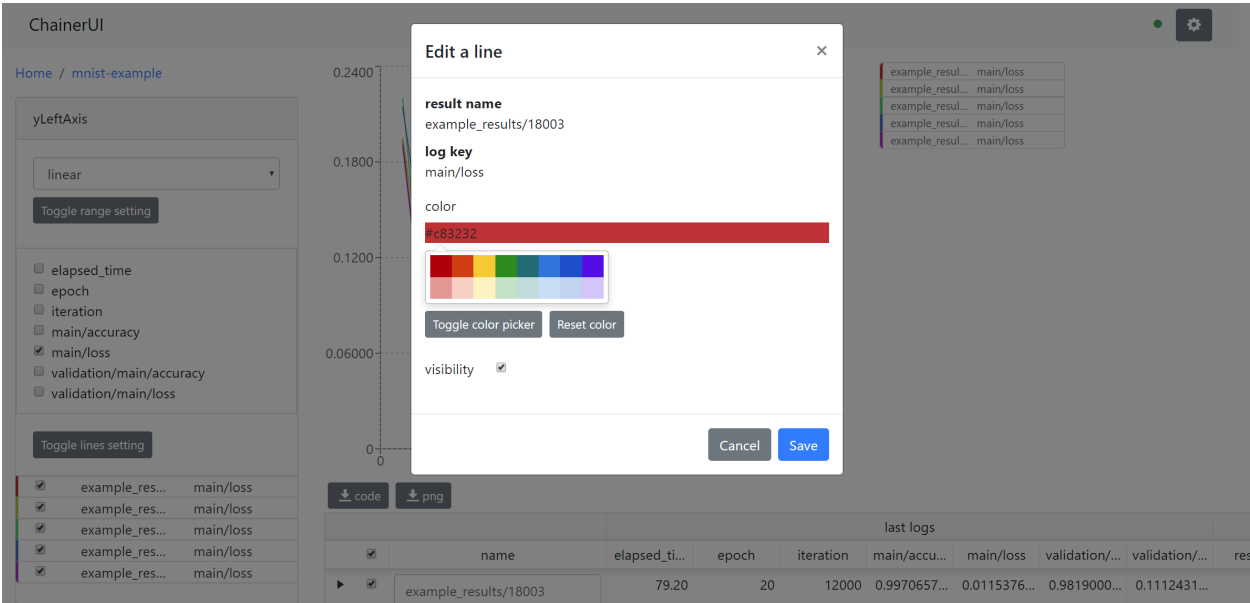 ChainerUI
Home / mnist-example
yLeftAxis
linear
Toggle range setting
elapsed_time
epoch
iteration
main/accuracy
main/loss
validation/main/accuracy
validation/main/loss
Toggle lines setting
example_res... main/loss
example_res... main/loss
example_res... main/loss
example_res... main/loss
example_res... main/loss
0.2400
0.1800
0.1200
0.06000
0
0
Edit a line ×
result name
example_results/18003
log key
main/loss
color
#c83232
Toggle color picker Reset color
visibility
Cancel Save
example_resul... main/loss
example_resul... main/loss
example_resul... main/loss
example_resul... main/loss
example_resul... main/loss
code png
last logs
name elapsed_ti... epoch iteration main/accu... main/loss validation/... validation/... res
example_results/18003 79.20 20 12000 0.9970657... 0.0115376... 0.9819000... 0.1112431...